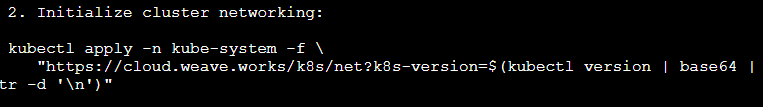 2. Initialize cluster networking:
kubectl apply -n kube-system -f \
"https://cloud.weave.works/k8s/net?k8s-version=$(kubectl version | base64 |
tr -d '\n')"